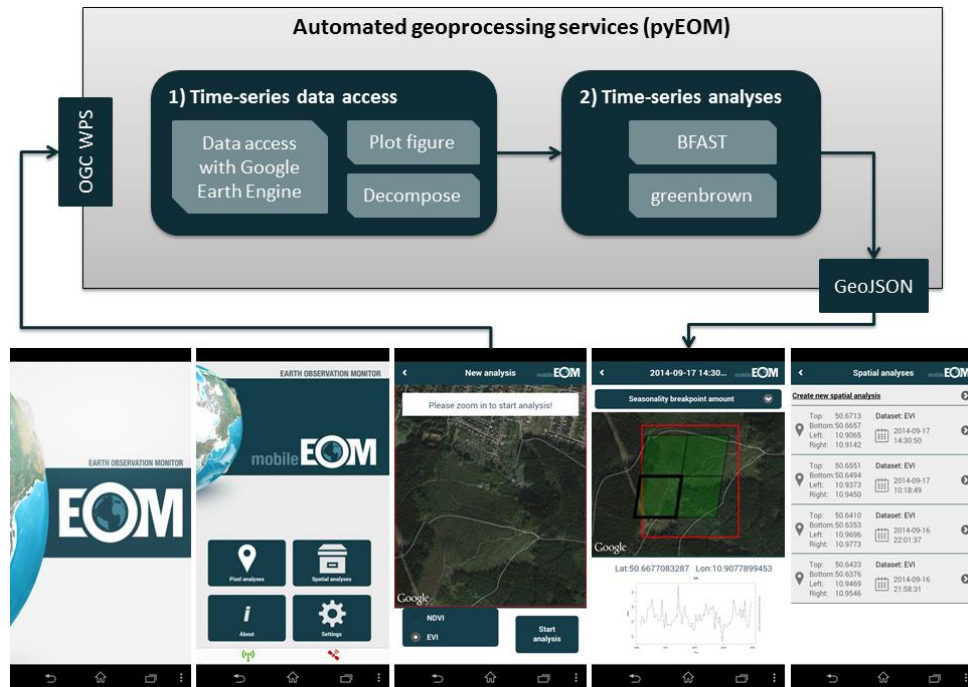 Automated geoprocessing services (pyEOM)
OGC WPS
1) Time-series data access
Data access
with Google
Earth Engine
Plot figure
Decompose
2) Time-series analyses
BFAST
greenbrown
GeoJSON
EARTH OBSERVATION MONITOR
EOM
EARTH OBSERVATION MONITOR
mobile EOM
Pixel analyses
Spatial analyses
About
Settings
New analysis
mobile EOM
Please zoom in to start analysis!
Google
NDVI
EVI
Start
analysis
2014-09-17 14:30...
mobile EOM
Seasonality breakpoint amount
Google
Lat:50.6677083287 Lon:10.9077899453
Spatial analyses
mobile EOM
Create new spatial analysis
Top: 50.6713
Bottom: 50.6657
Left: 10.9065
Right: 10.9142
Dataset: EVI
2014-09-17
14:30:50
Top: 50.6551
Bottom: 50.6494
Left: 10.9373
Right: 10.9450
Dataset: EVI
2014-09-17
10:18:49
Top: 50.6410
Bottom: 50.6353
Left: 10.9696
Right: 10.9773
Dataset: EVI
2014-09-16
22:01:37
Top: 50.6433
Bottom: 50.6376
Left: 10.9469
Right: 10.9546
Dataset: EVI
2014-09-16
21:58:31